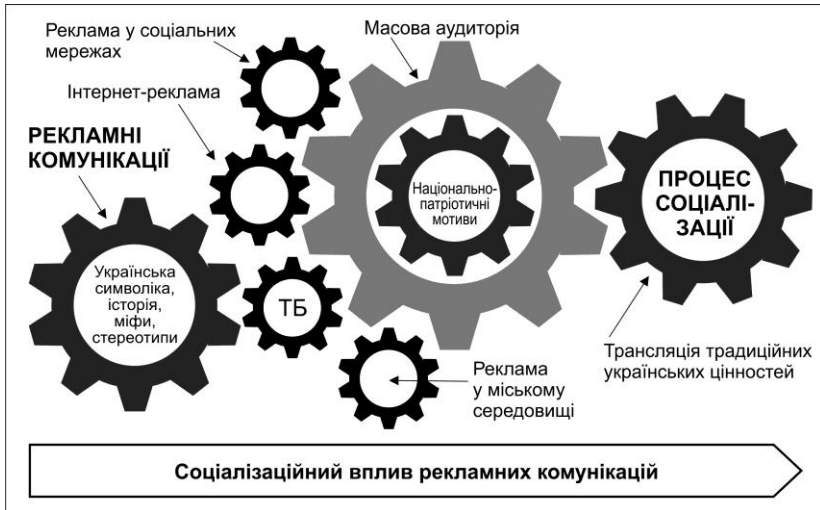 Реклама у соціальних
мережах
Масова аудиторія
Інтернет-реклама
РЕКЛАМНІ
КОМУНІКАЦІЇ
Українська
символіка,
історія,
міфи,
стереотипи
ТБ
Національно-
патріотичні
мотиви
ПРОЦЕС
СОЦІАЛІ-
ЗАЦІЇ
Реклама
у міському
середовищі
Трансляція традиційних
українських цінностей
Соціалізаційний вплив рекламних комунікацій